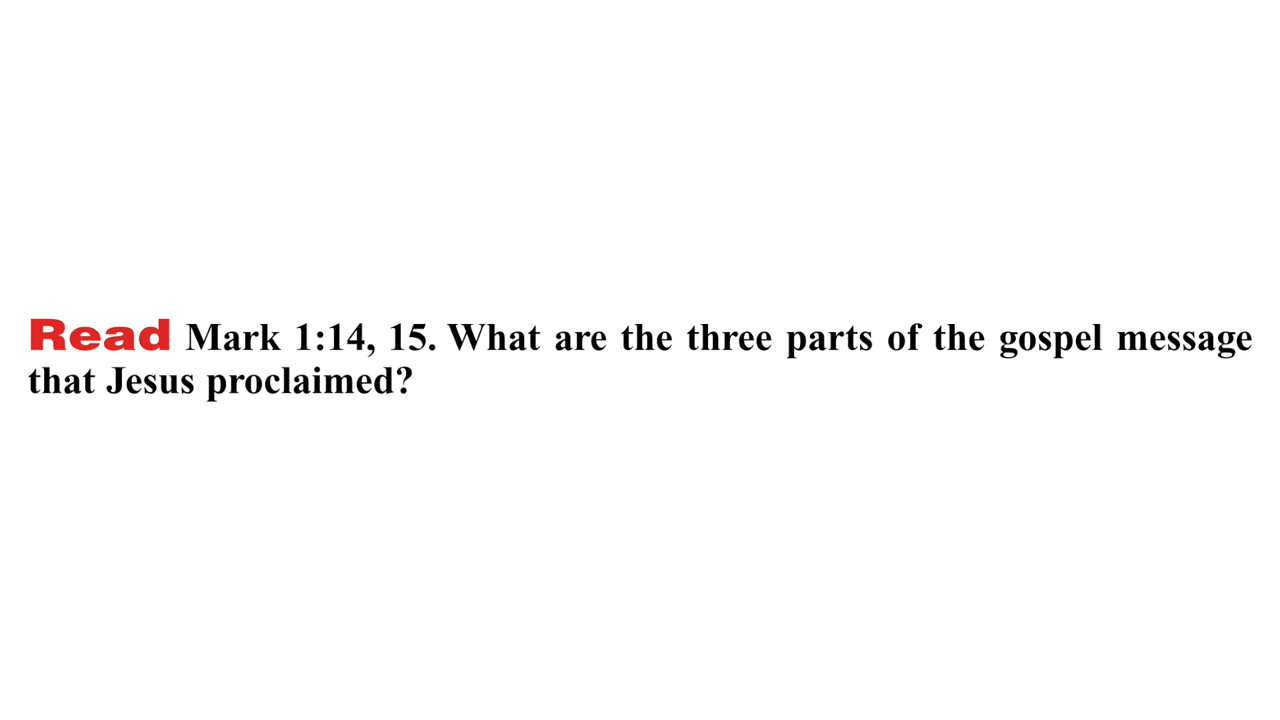 Read Mark 1:14, 15. What are the three parts of the gospel message
that Jesus proclaimed?